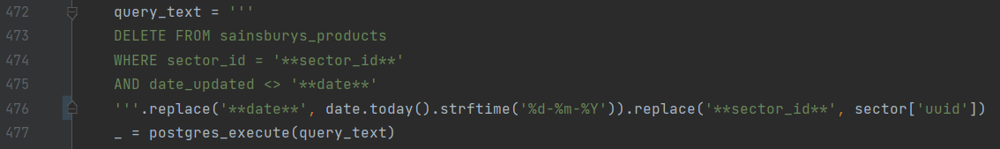 472 query_text = '''
473 DELETE FROM sainsburys_products
474 WHERE sector_id = '**sector_id**'
475 AND date_updated <> '**date**'
476 '''.replace('**date**', date.today().strftime('%d-%m-%Y')).replace('**sector_id**', sector['uuid'])
477 _ = postgres_execute(query_text)